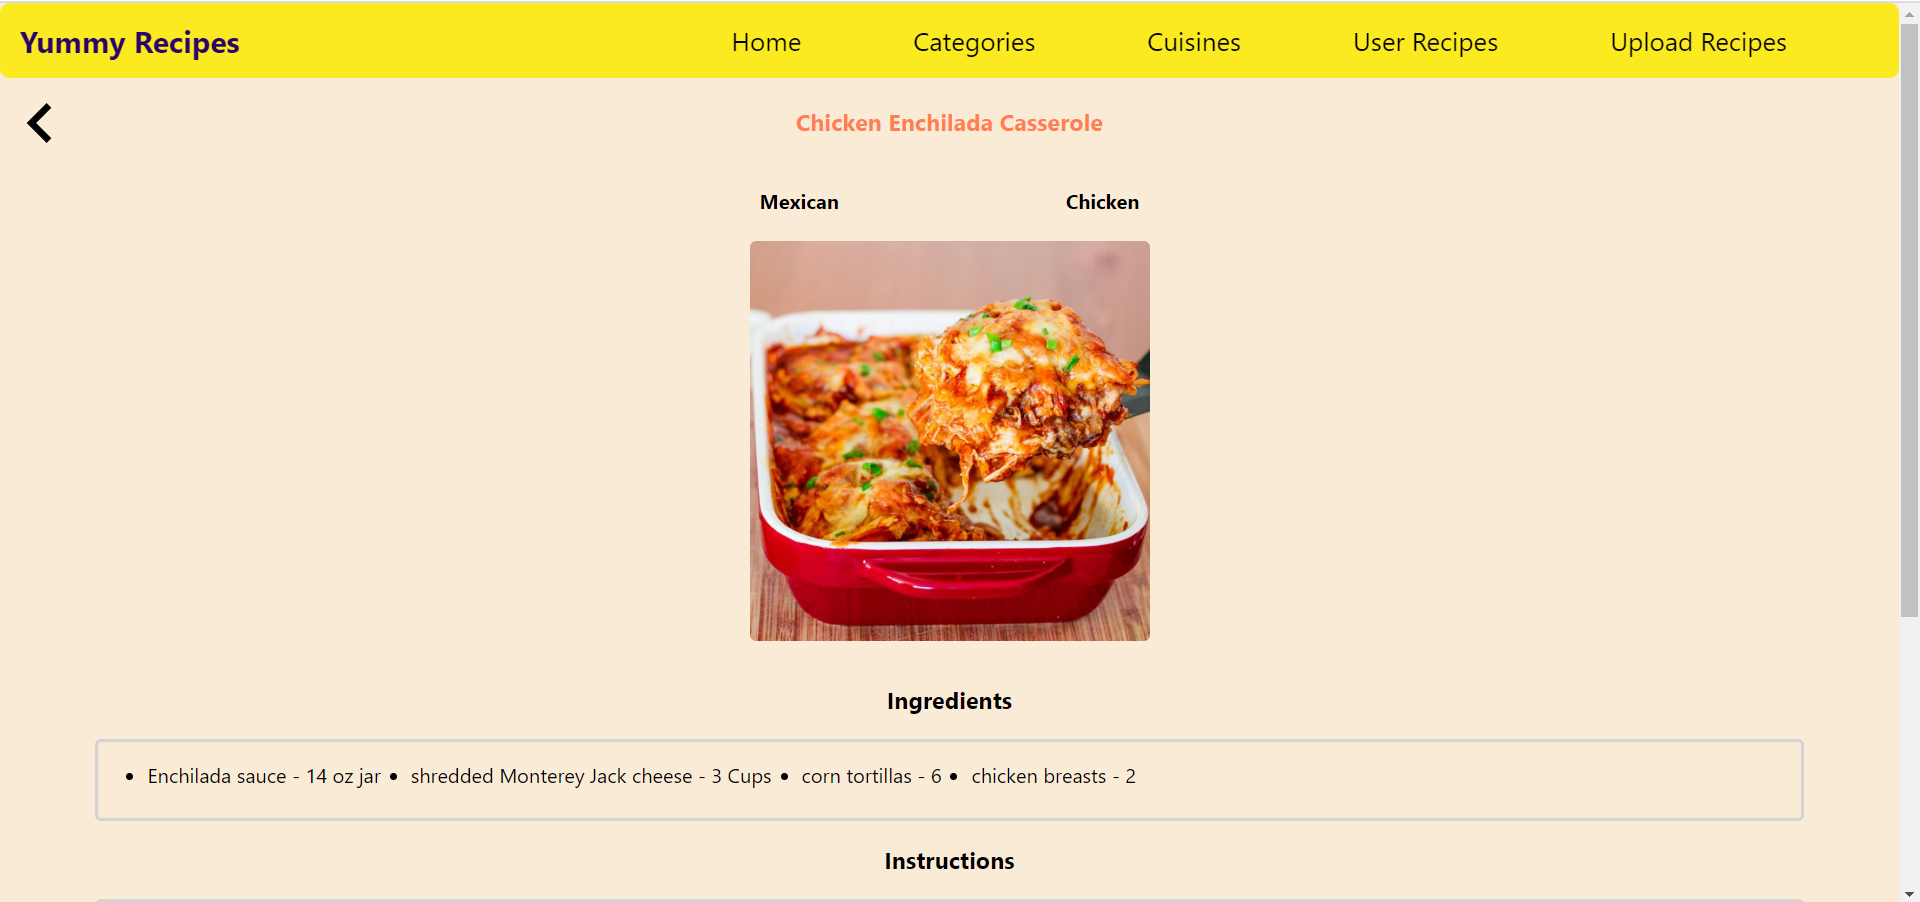 Yummy Recipes Home Categories Cuisines User Recipes Upload Recipes
Chicken Enchilada Casserole
Mexican Chicken
Ingredients
• Enchilada sauce - 14 oz jar • shredded Monterey Jack cheese - 3 Cups • corn tortillas - 6 • chicken breasts - 2
Instructions